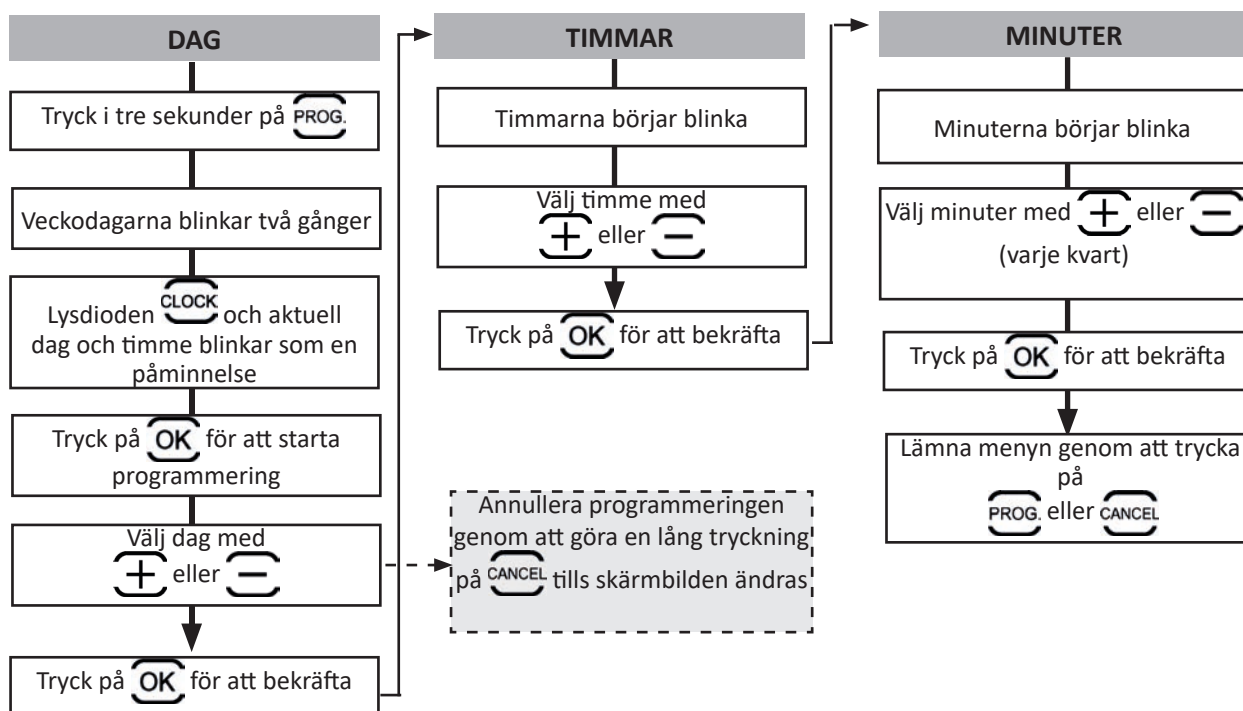 DAG
Tryck i tre sekunder på PROG.
Veckodagarna blinkar två gånger
Lysdioden CLOCK och aktuell
dag och timme blinkar som en
påminnelse
Tryck på OK för att starta
programmering
Välj dag med
+ eller −
Tryck på OK för att bekräfta
Annullera programmeringen
genom att göra en lång tryckning
på CANCEL tills skärmbilden ändras
TIMMAR
Timmarna börjar blinka
Välj timme med
+ eller −
Tryck på OK för att bekräfta
MINUTER
Minuterna börjar blinka
Välj minuter med + eller −
(varje kvart)
Tryck på OK för att bekräfta
Lämna menyn genom att trycka
på
PROG. eller CANCEL